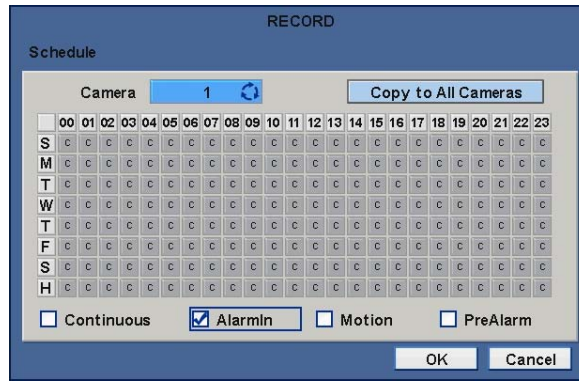 RECORD
Schedule
Camera 1 Copy to All Cameras
00 01 02 03 04 05 06 07 08 09 10 11 12 13 14 15 16 17 18 19 20 21 22 23
S C C C C C C C C C C C C C C C C C C C C C C C C
M C C C C C C C C C C C C C C C C C C C C C C C C
T C C C C C C C C C C C C C C C C C C C C C C C C
W C C C C C C C C C C C C C C C C C C C C C C C C
T C C C C C C C C C C C C C C C C C C C C C C C C
F C C C C C C C C C C C C C C C C C C C C C C C C
S C C C C C C C C C C C C C C C C C C C C C C C C
H C C C C C C C C C C C C C C C C C C C C C C C C
Continuous AlarmIn Motion PreAlarm
OK Cancel